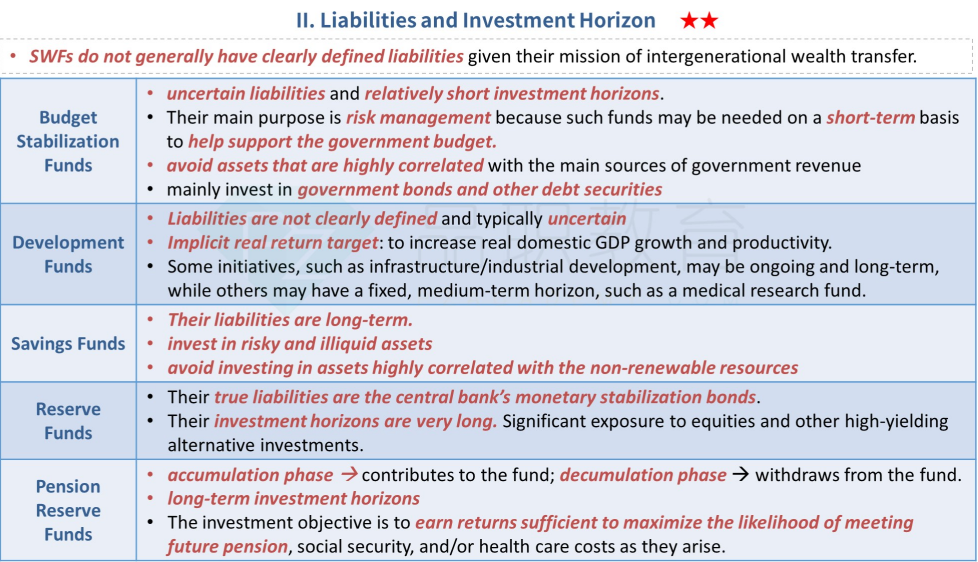 II. Liabilities and Investment Horizon ★★
• SWFs do not generally have clearly defined liabilities given their mission of intergenerational wealth transfer.
Budget
Stabilization
Funds
• uncertain liabilities and relatively short investment horizons.
• Their main purpose is risk management because such funds may be needed on a short-term basis
to help support the government budget.
• avoid assets that are highly correlated with the main sources of government revenue
• mainly invest in government bonds and other debt securities
Development
Funds
• Liabilities are not clearly defined and typically uncertain
• Implicit real return target: to increase real domestic GDP growth and productivity.
• Some initiatives, such as infrastructure/industrial development, may be ongoing and long-term,
while others may have a fixed, medium-term horizon, such as a medical research fund.
Savings Funds
• Their liabilities are long-term.
• invest in risky and illiquid assets
• avoid investing in assets highly correlated with the non-renewable resources
Reserve
Funds
• Their true liabilities are the central bank's monetary stabilization bonds.
• Their investment horizons are very long. Significant exposure to equities and other high-yielding
alternative investments.
Pension
Reserve
Funds
• accumulation phase → contributes to the fund; decumulation phase → withdraws from the fund.
• long-term investment horizons
• The investment objective is to earn returns sufficient to maximize the likelihood of meeting
future pension, social security, and/or health care costs as they arise.